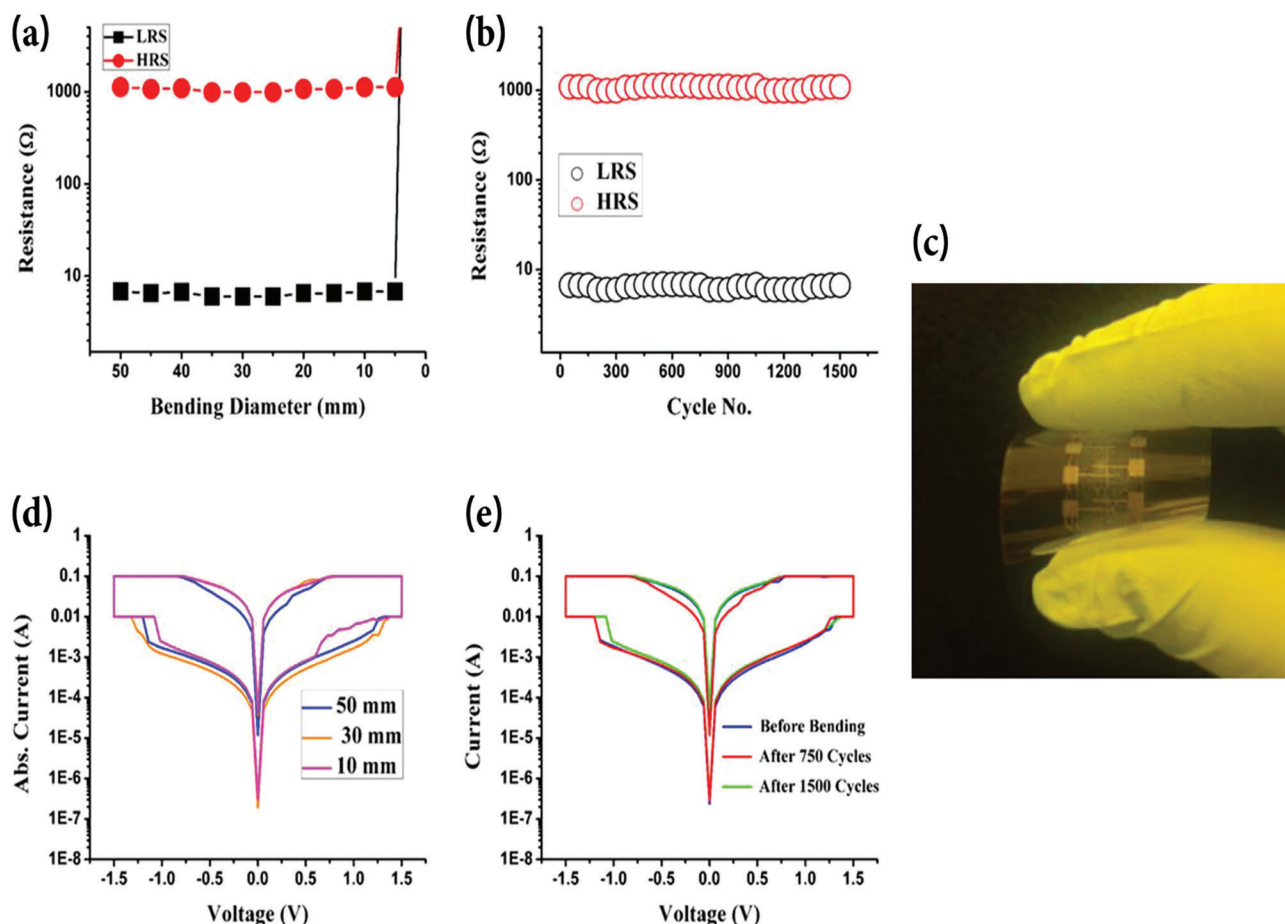 (a)
LRS
HRS
1000
100
10
Resistance (Ω)
50
40
30
20
10
0
Bending Diameter (mm)
(b)
1000
100
10
Resistance (Ω)
LRS
HRS
0
300
600
900
1200
1500
Cycle No.
(c)
(d)
1
0.1
0.01
1E-3
1E-4
1E-5
1E-6
1E-7
1E-8
Abs. Current (A)
50 mm
30 mm
10 mm
-1.5
-1.0
-0.5
0.0
0.5
1.0
1.5
Voltage (V)
(e)
1
0.1
0.01
1E-3
1E-4
1E-5
1E-6
1E-7
1E-8
Current (A)
Before Bending
After 750 Cycles
After 1500 Cycles
-1.5
-1.0
-0.5
0.0
0.5
1.0
1.5
Voltage (V)